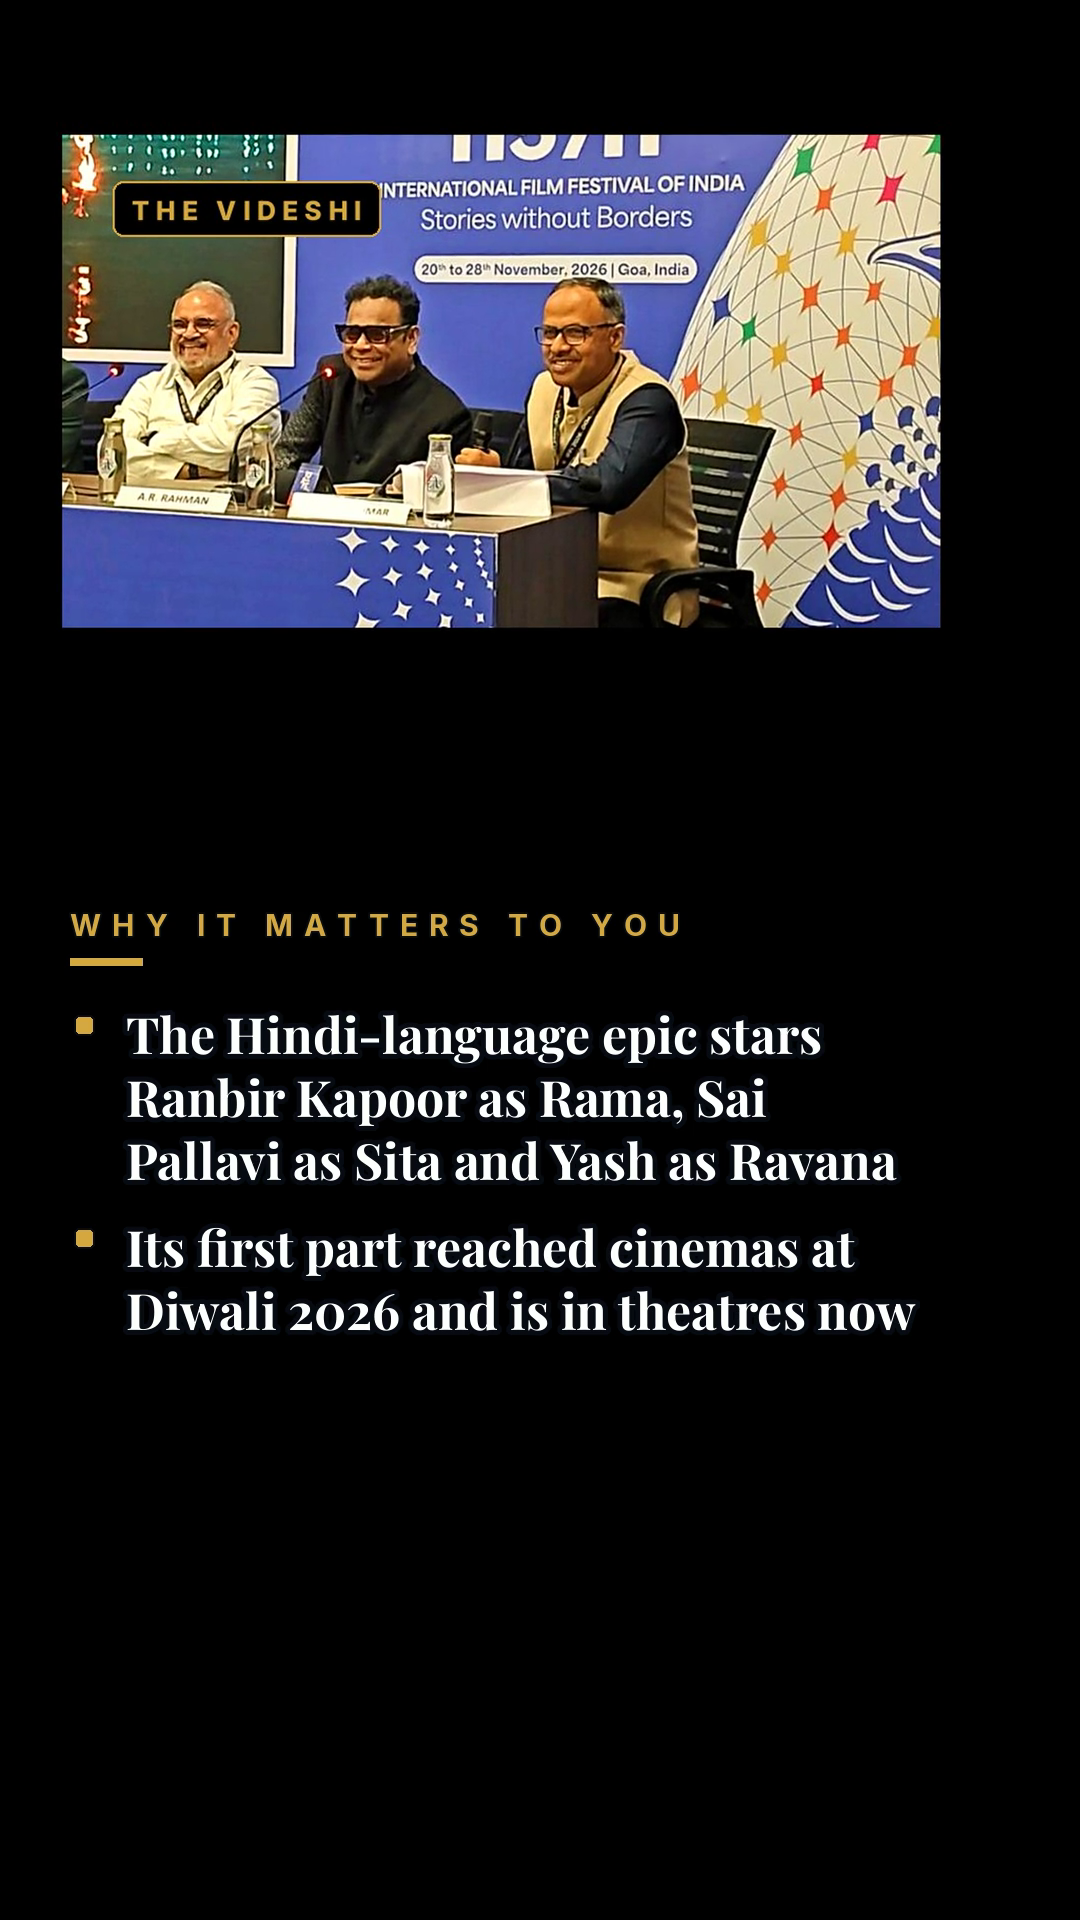 INTERNATIONAL FILM FESTIVAL OF INDIA
THE VIDESHI
Stories without Borders
20th to 28th November, 2026 | Goa, India
A.R. RAHMAN
WHY IT MATTERS TO YOU
The Hindi-language epic stars
Ranbir Kapoor as Rama, Sai
Pallavi as Sita and Yash as Ravana
Its first part reached cinemas at
Diwali 2026 and is in theatres now